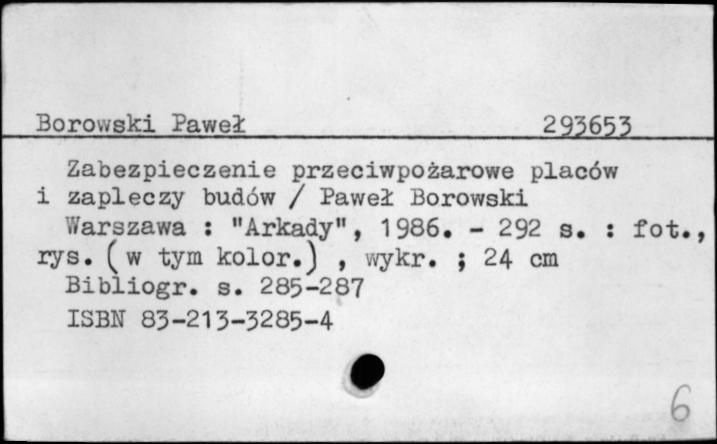 Borowski Paweł 293653
Zabezpieczenie przeciwpożarowe placów
i zapleczy budów / Paweł Borowski
Warszawa : "Arkady", 1986. - 292 s. : fot.,
rys. (w tym kolor.) , wykr. ; 24 cm
Bibliogr. s. 285-287
ISBN 83-213-3285-4
6